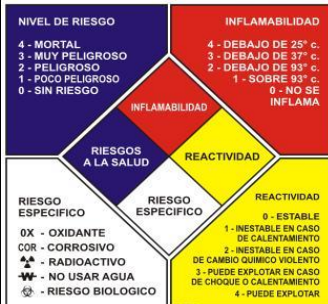 NIVEL DE RIESGO
4 - MORTAL
3 - MUY PELIGROSO
2 - PELIGROSO
1 - POCO PELIGROSO
0 - SIN RIESGO
INFLAMABILIDAD
4 - DEBAJO DE 25° c.
3 - DEBAJO DE 37° c.
2 - DEBAJO DE 93° c.
1 - SOBRE 93° c.
0 - NO SE
INFLAMA
INFLAMABILIDAD
RIESGOS
A LA SALUD
REACTIVIDAD
RIESGO
ESPECIFICO
RIESGO
ESPECIFICO
0X - OXIDANTE
COR - CORROSIVO
- RADIOACTIVO
W - NO USAR AGUA
- RIESGO BIOLOGICO
REACTIVIDAD
0 - ESTABLE
1 - INESTABLE EN CASO
DE CALENTAMIENTO
2 - INESTABLE EN CASO
DE CAMBIO QUIMICO VIOLENTO
3 - PUEDE EXPLOTAR EN CASO
DE CHOQUE O CALENTAMIENTO
4 - PUEDE EXPLOTAR